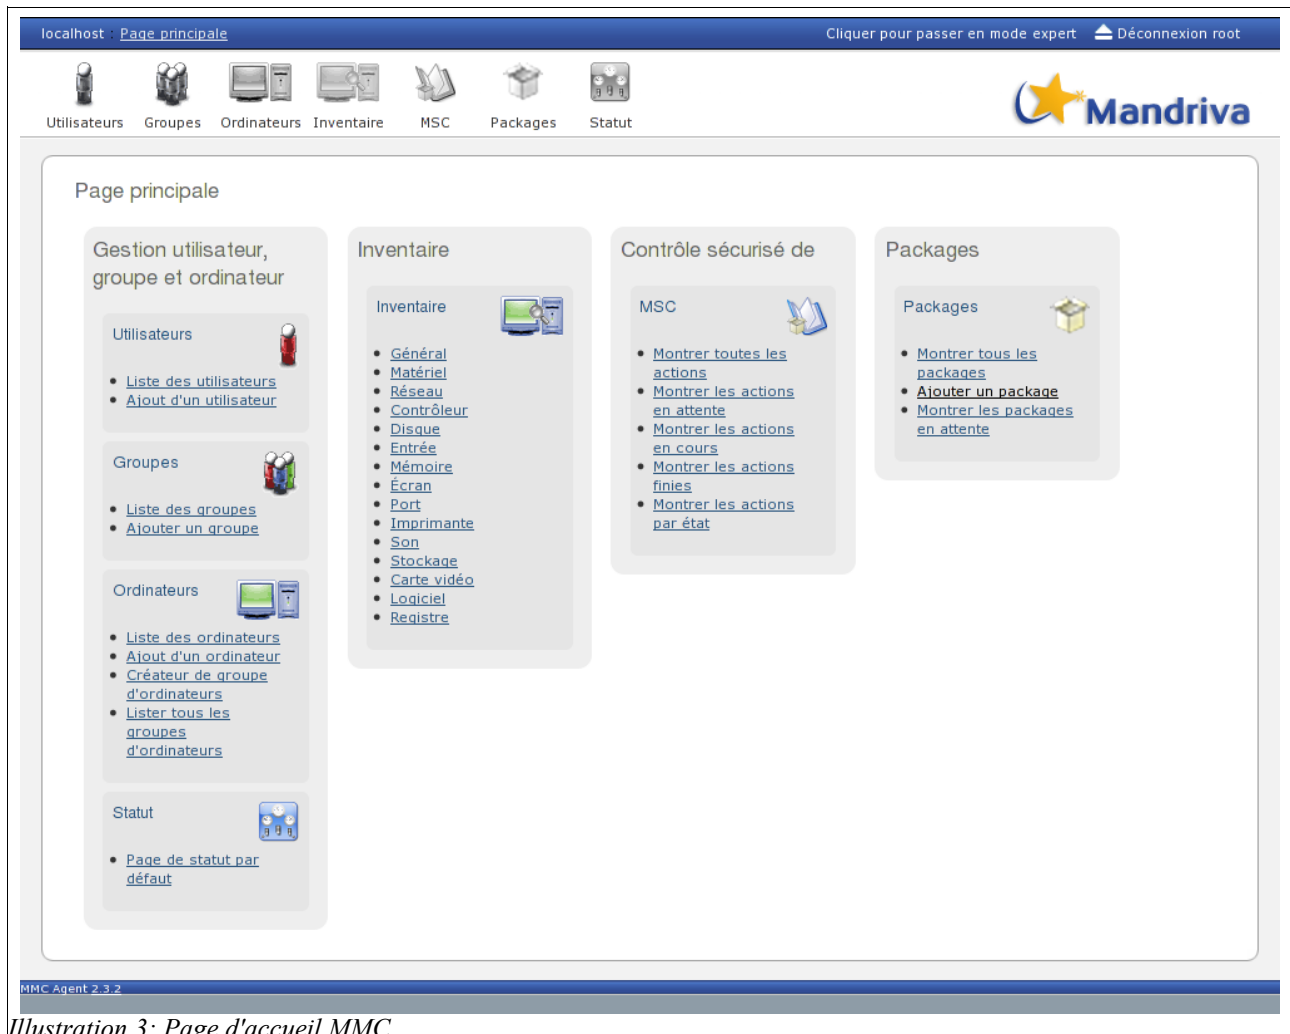 localhost : Page principale
Cliquer pour passer en mode expert Déconnexion root
Utilisateurs Groupes Ordinateurs Inventaire MSC Packages Statut
Mandriva
Page principale
Gestion utilisateur,
groupe et ordinateur
Utilisateurs
Liste des utilisateurs
Ajout d'un utilisateur
Groupes
Liste des groupes
Ajouter un groupe
Ordinateurs
Liste des ordinateurs
Ajout d'un ordinateur
Créateur de groupe
d'ordinateurs
Lister tous les
groupes
d'ordinateurs
Statut
Page de statut par
défaut
Inventaire
Inventaire
Général
Matériel
Réseau
Contrôleur
Disque
Entrée
Mémoire
Écran
Port
Imprimante
Son
Stockage
Carte vidéo
Logiciel
Registre
Contrôle sécurisé de
MSC
Montrer toutes les
actions
Montrer les actions
en attente
Montrer les actions
en cours
Montrer les actions
finies
Montrer les actions
par état
Packages
Packages
Montrer tous les
packages
Ajouter un package
Montrer les packages
en attente
MMC Agent 2.3.2
Illustration 3: Page d'accueil MMC